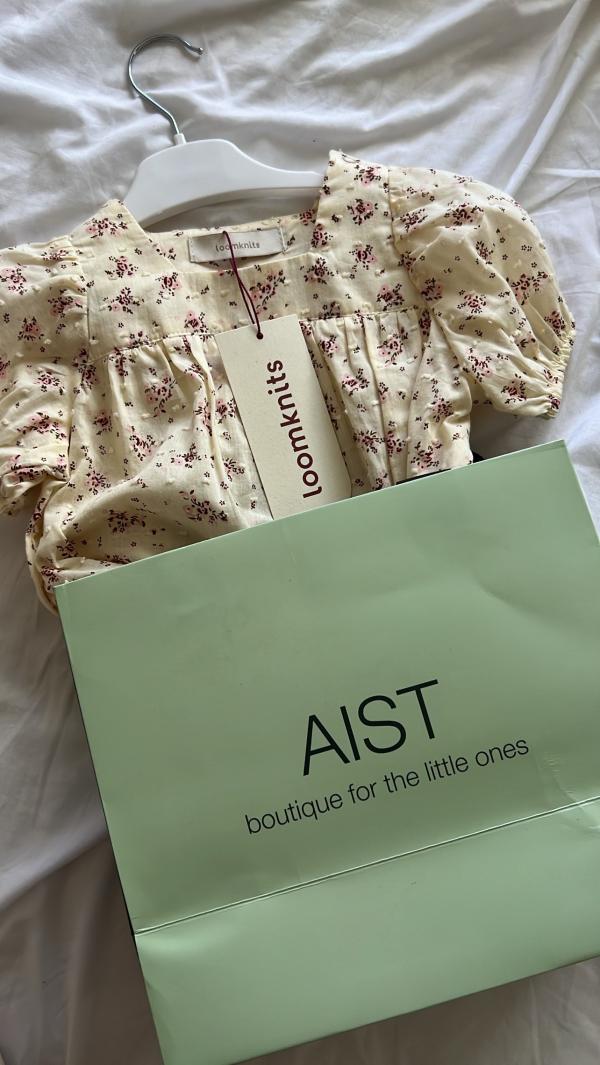 loomknits
loomknits
AIST
boutique for the little ones